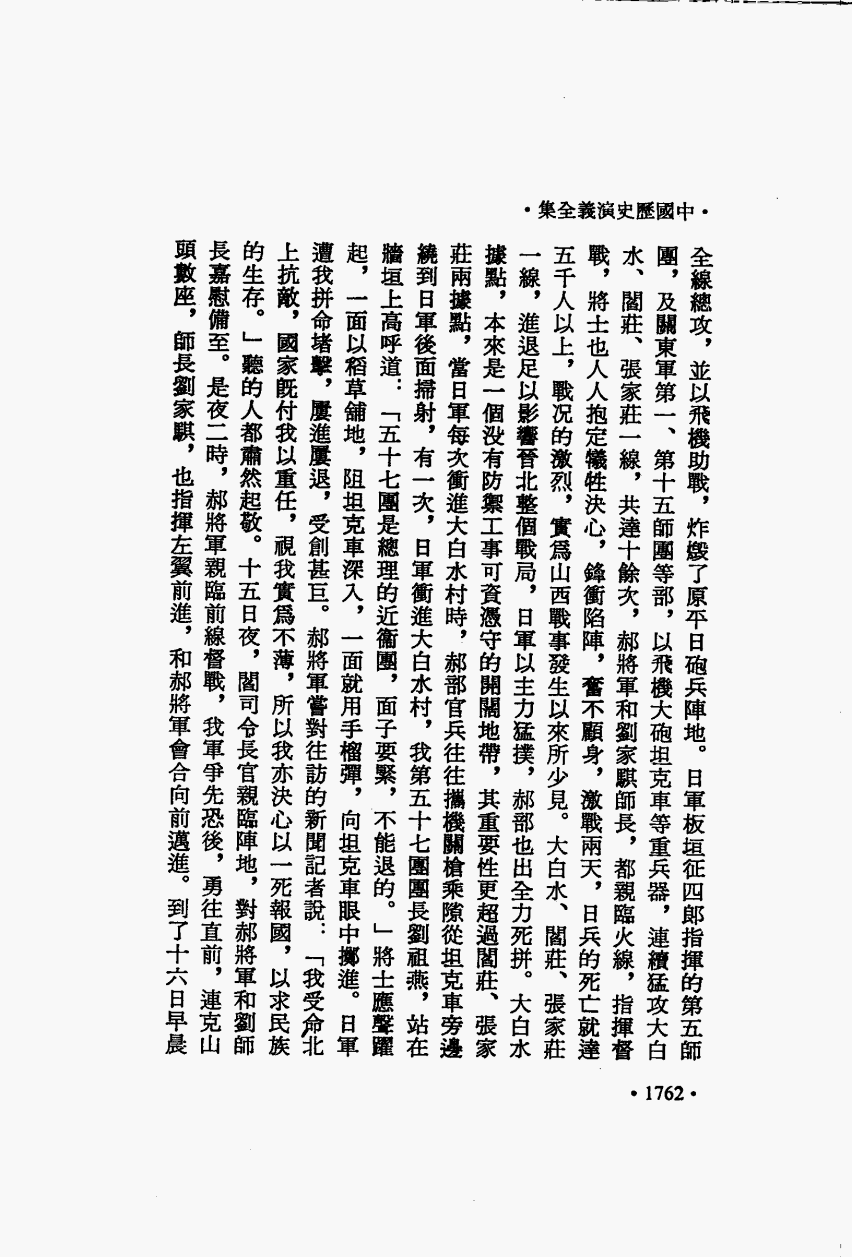 •中國歷史演義全集•
全線總攻，並以飛機助戰，炸燬了原平日砲兵陣地。日軍板垣征四郎指揮的第五師
團，及關東軍第一、第十五師團等部，以飛機大砲坦克車等重兵器，連續猛攻大白
水、閻莊、張家莊一線，共達十餘次，郝將軍和劉家騏師長，都親臨火線，指揮督
戰，將士也人人抱定犧牲決心，鋒衝陷陣，奮不顧身，激戰兩天，日兵的死亡就達
五千人以上，戰況的激烈，實爲山西戰事發生以來所少見。大白水、閻莊、張家莊
一線，進退足以影響晉北整個戰局，日軍以主力猛撲，郝部也出全力死拼。大白水
據點，本來是一個没有防禦工事可資憑守的開闊地帶，其重要性更超過閻莊、張家
莊兩據點，當日軍每次衝進大白水村時，郝部官兵往往攜機關槍乘隙從坦克車旁邊
繞到日軍後面掃射，有一次，日軍衝進大白水村，我第五十七團團長劉祖燕，站在
牆垣上高呼道：「五十七團是總理的近衞團，面子要緊，不能退的。」將士應聲躍
起，一面以稻草舖地，阻坦克車深入，一面就用手榴彈，向坦克車眼中擲進。日軍
遭我拼命堵擊，屢進屢退，受創甚巨。郝將軍嘗對往訪的新聞記者說：「我受命北
上抗敵，國家既付我以重任，視我實爲不薄，所以我亦決心以一死報國，以求民族
的生存。」聽的人都肅然起敬。十五日夜，閻司令長官親臨陣地，對郝將軍和劉師
長嘉慰備至。是夜二時，郝將軍親臨前線督戰，我軍爭先恐後，勇往直前，連克山
頭數座，師長劉家騏，也指揮左翼前進，和郝將軍會合向前邁進。到了十六日早晨
•1762•